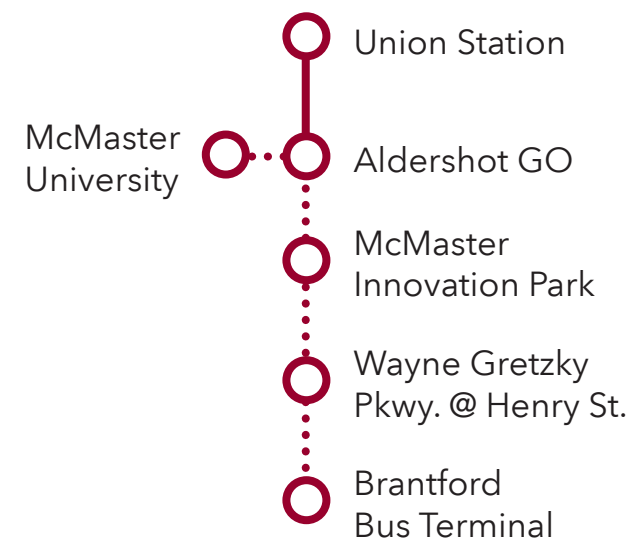 Union Station
McMaster
University
Aldershot GO
McMaster
Innovation Park
Wayne Gretzky
Pkwy. @ Henry St.
Brantford
Bus Terminal